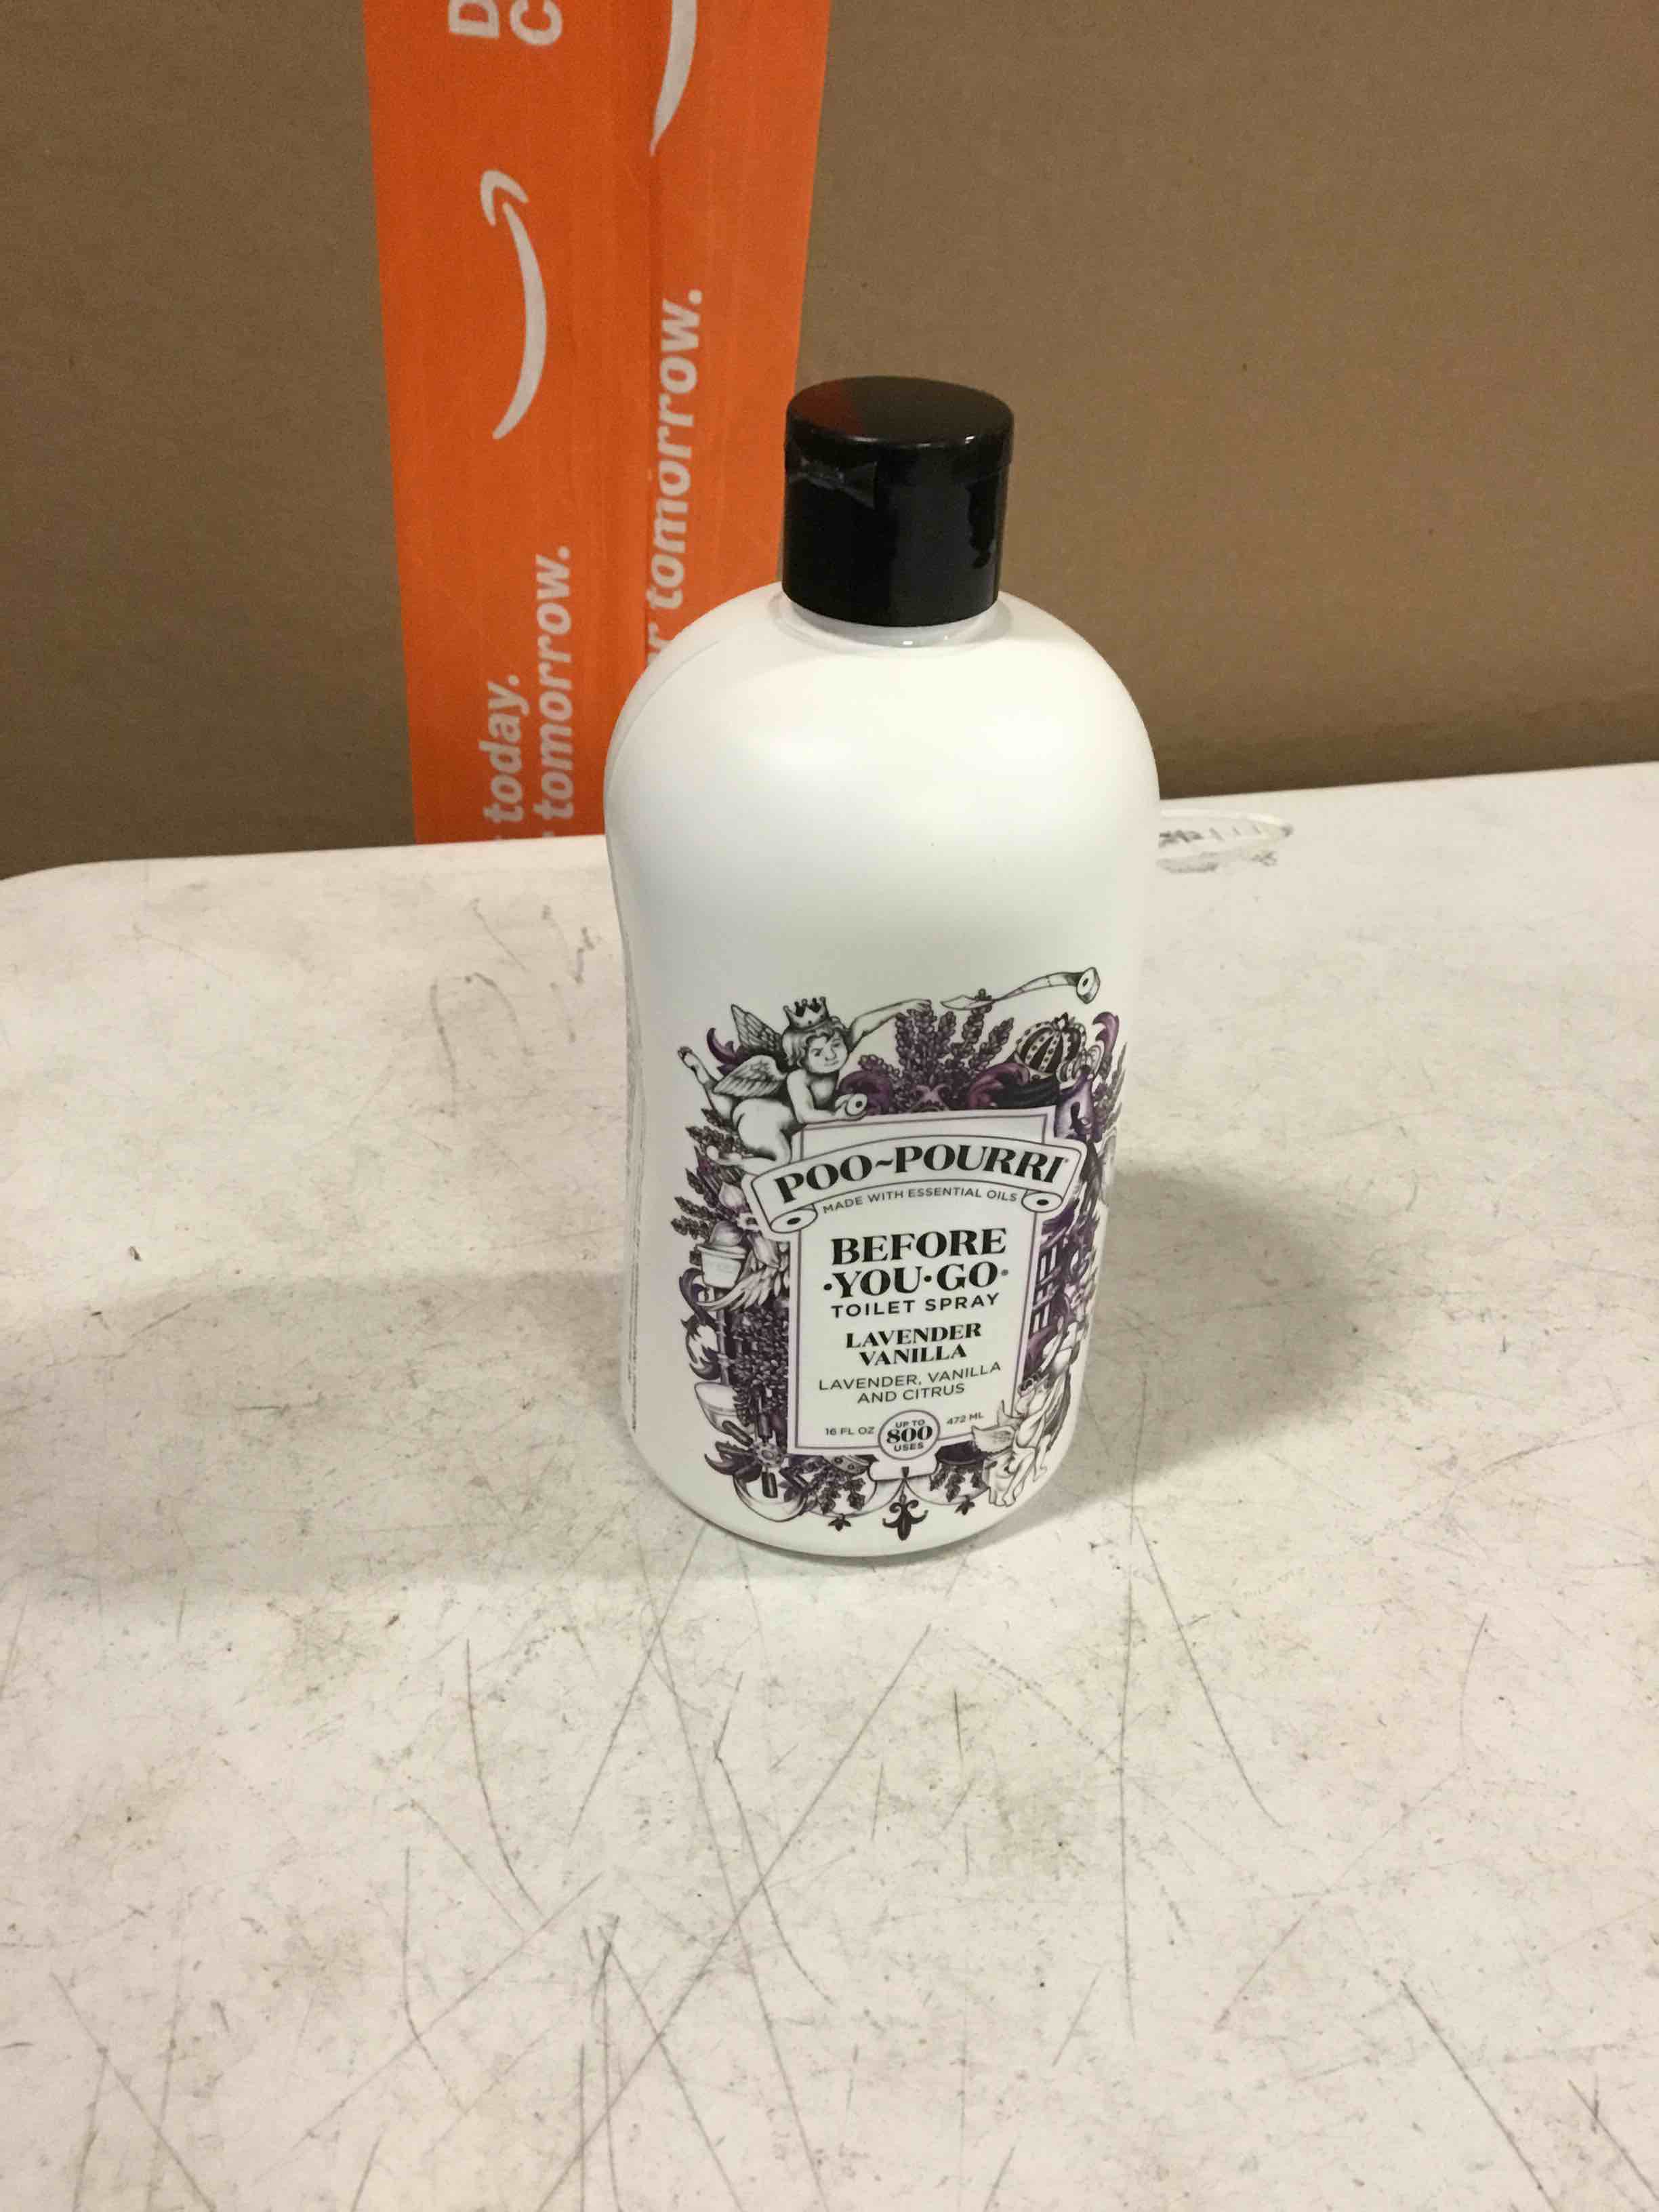 D
C
today.
tomorrow.
r tomorrow.
POO~POURRI
MADE WITH ESSENTIAL OILS
BEFORE
·YOU·GO®
TOILET SPRAY
LAVENDER
VANILLA
LAVENDER, VANILLA
AND CITRUS
16 FL OZ
UP TO
800
USES
472 ML